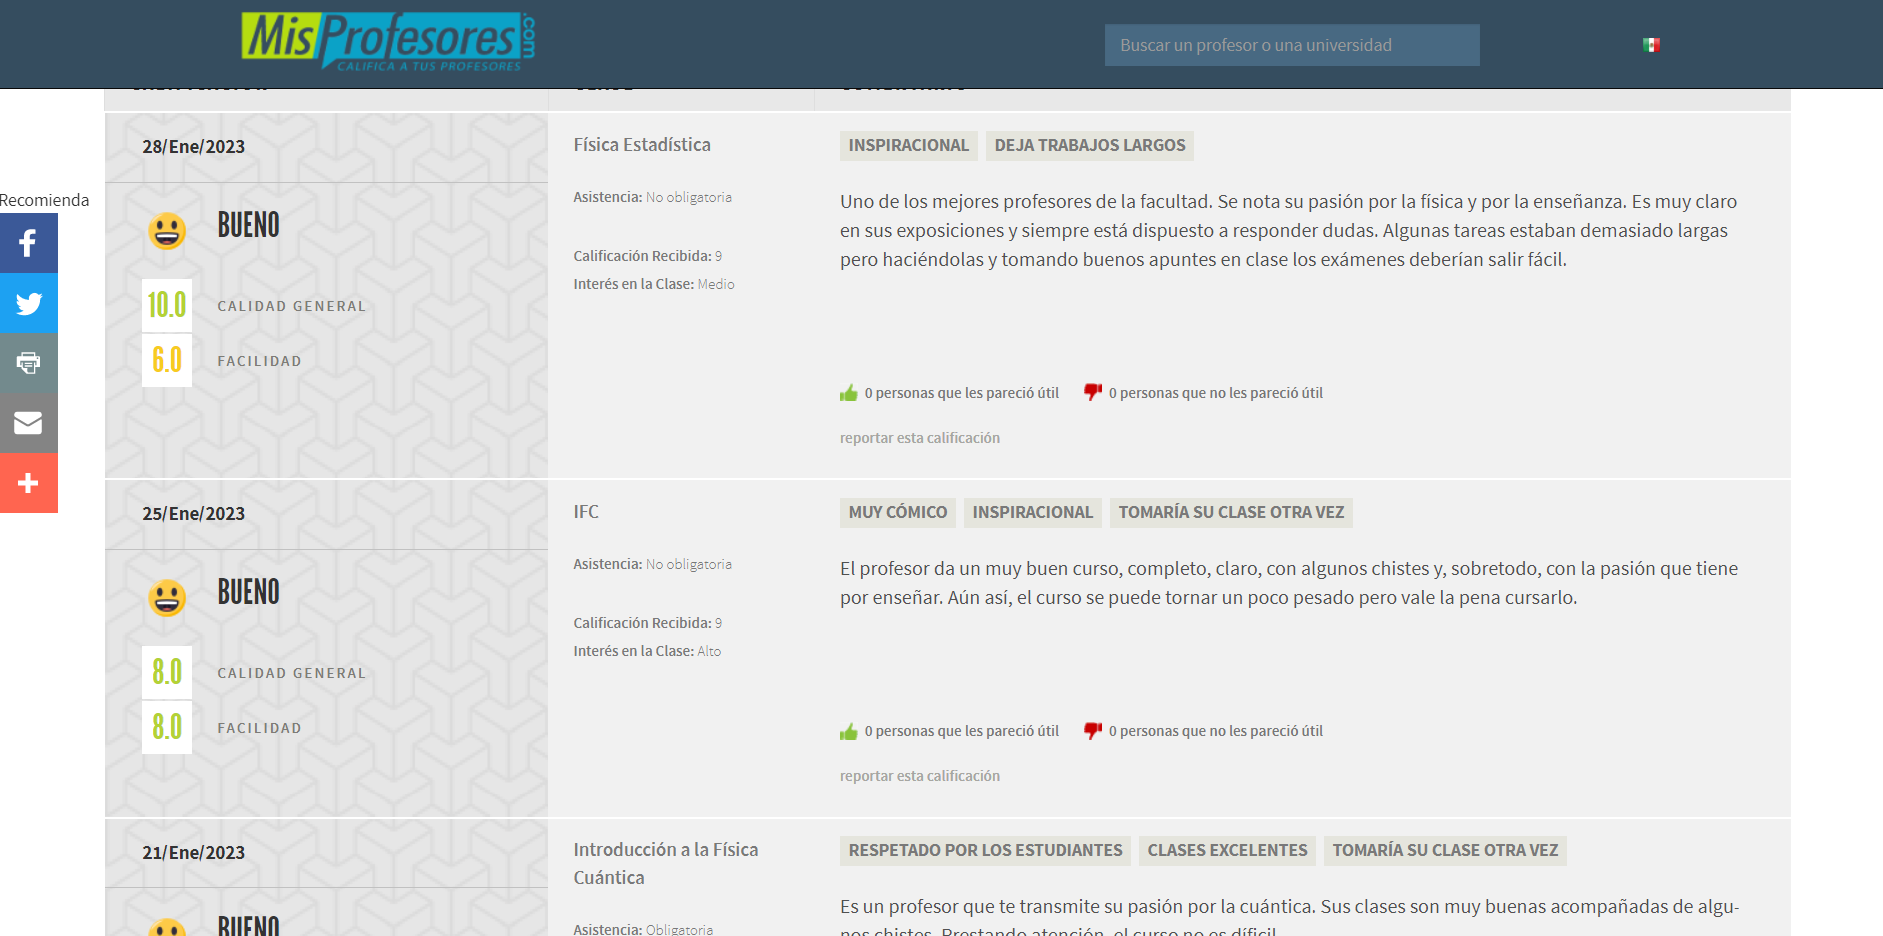 MisProfesores.com
CALIFICA A TUS PROFESORES
Buscar un profesor o una universidad
Recomienda
28/Ene/2023
BUENO
10.0 CALIDAD GENERAL
6.0 FACILIDAD
Física Estadística
Asistencia: No obligatoria
Calificación Recibida: 9
Interés en la Clase: Medio
INSPIRACIONAL DEJA TRABAJOS LARGOS
Uno de los mejores profesores de la facultad. Se nota su pasión por la física y por la enseñanza. Es muy claro
en sus exposiciones y siempre está dispuesto a responder dudas. Algunas tareas estaban demasiado largas
pero haciéndolas y tomando buenos apuntes en clase los exámenes deberían salir fácil.
0 personas que les pareció útil 0 personas que no les pareció útil
reportar esta calificación
25/Ene/2023
BUENO
8.0 CALIDAD GENERAL
8.0 FACILIDAD
IFC
Asistencia: No obligatoria
Calificación Recibida: 9
Interés en la Clase: Alto
MUY CÓMICO INSPIRACIONAL TOMARÍA SU CLASE OTRA VEZ
El profesor da un muy buen curso, completo, claro, con algunos chistes y, sobretodo, con la pasión que tiene
por enseñar. Aún así, el curso se puede tornar un poco pesado pero vale la pena cursarlo.
0 personas que les pareció útil 0 personas que no les pareció útil
reportar esta calificación
21/Ene/2023
BUENO
Introducción a la Física
Cuántica
Asistencia: Obligatoria
RESPETADO POR LOS ESTUDIANTES CLASES EXCELENTES TOMARÍA SU CLASE OTRA VEZ
Es un profesor que te transmite su pasión por la cuántica. Sus clases son muy buenas acompañadas de algu-
nos chistes. Prestando atención, el curso no es difícil.